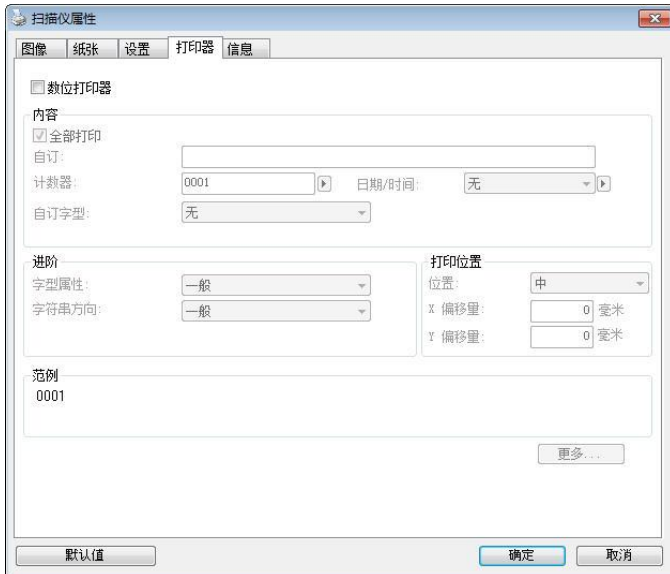 扫描仪属性
图像 纸张 设置 打印器 信息
数位打印器
内容
全部打印
自订:
计数器: 0001 日期/时间: 无
自订字型: 无
进阶
字型属性: 一般
字符串方向: 一般
打印位置
位置: 中
X 偏移量: 0 毫米
Y 偏移量: 0 毫米
范例
0001
更多...
默认值 确定 取消